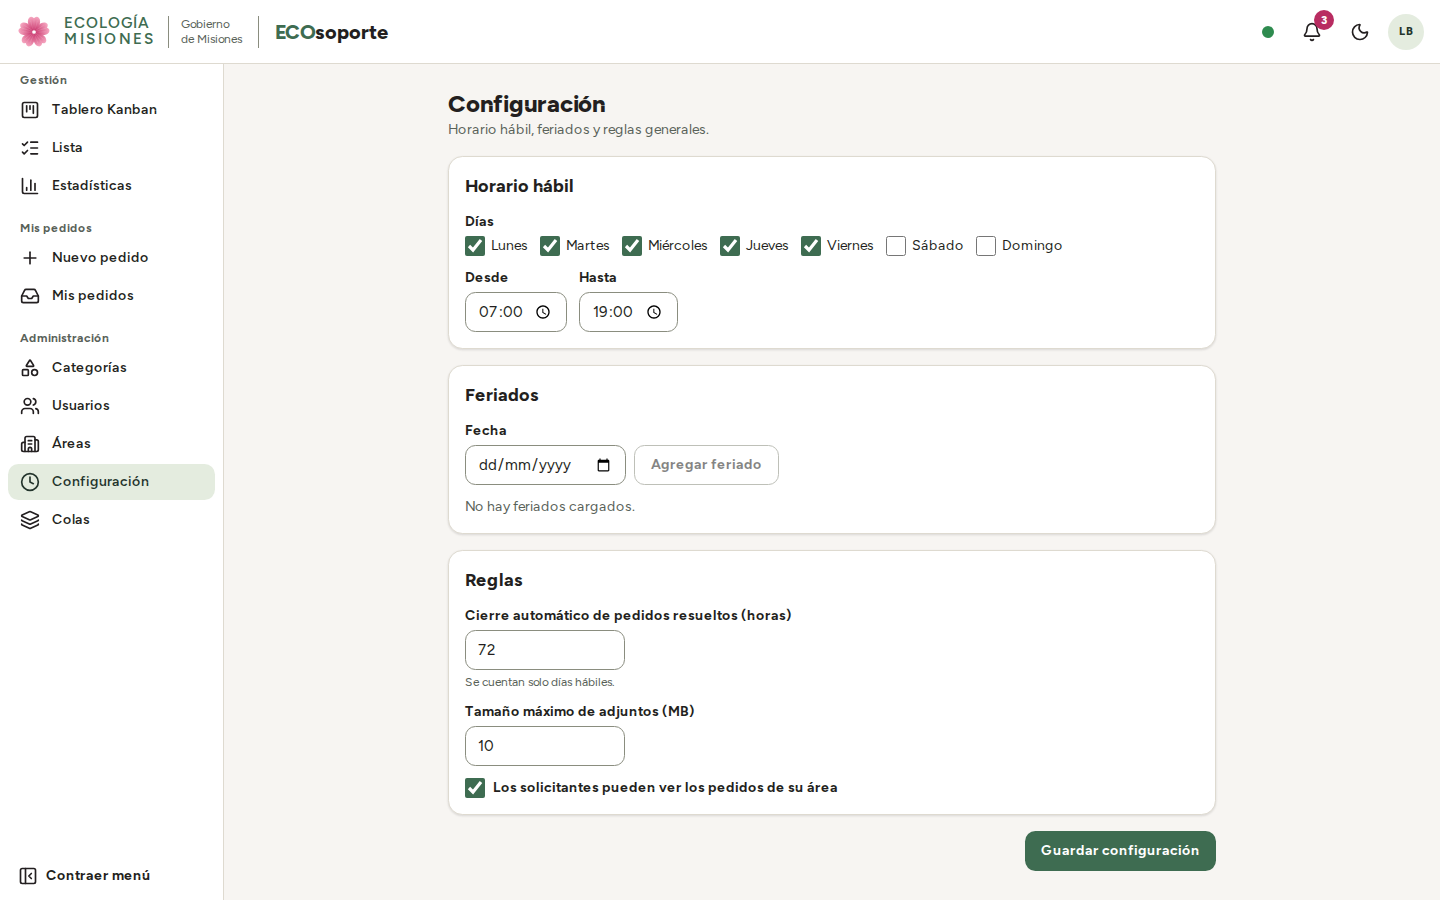 ECOLOGÍA
MISIONES
Gobierno
de Misiones
ECOsoporte
3
LB
Gestión
Tablero Kanban
Lista
Estadísticas
Mis pedidos
Nuevo pedido
Mis pedidos
Administración
Categorías
Usuarios
Áreas
Configuración
Colas
Contraer menú
Configuración
Horario hábil, feriados y reglas generales.
Horario hábil
Días
Lunes Martes Miércoles Jueves Viernes Sábado Domingo
Desde Hasta
07:00 19:00
Feriados
Fecha
dd/mm/yyyy Agregar feriado
No hay feriados cargados.
Reglas
Cierre automático de pedidos resueltos (horas)
72
Se cuentan solo días hábiles.
Tamaño máximo de adjuntos (MB)
10
Los solicitantes pueden ver los pedidos de su área
Guardar configuración